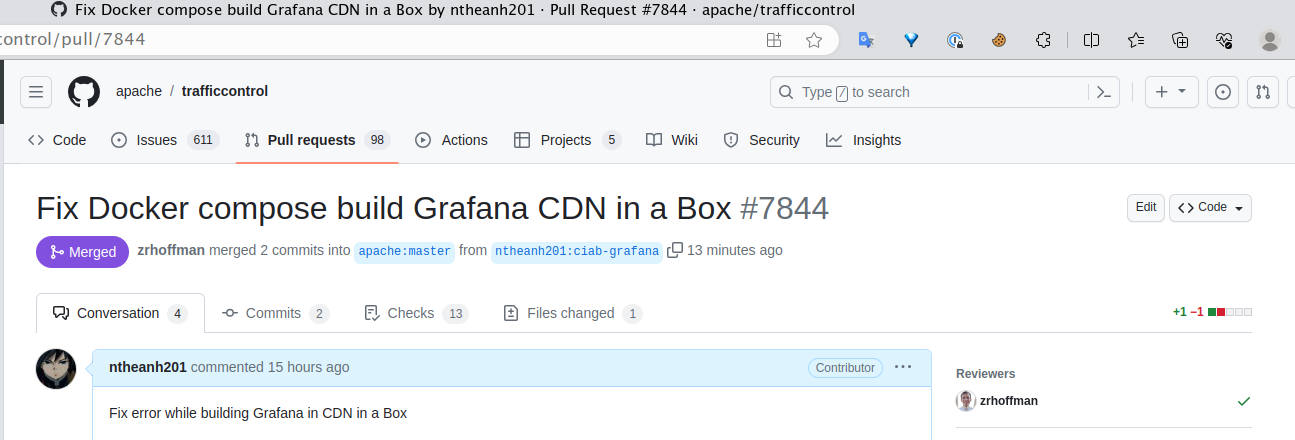 Fix Docker compose build Grafana CDN in a Box by ntheanh201 · Pull Request #7844 · apache/trafficcontrol
control/pull/7844
apache / trafficcontrol
Type / to search
Code Issues 611 Pull requests 98 Actions Projects 5 Wiki Security Insights
Fix Docker compose build Grafana CDN in a Box #7844
Edit Code
Merged zrhoffman merged 2 commits into apache:master from ntheanh201:ciab-grafana 13 minutes ago
Conversation 4 Commits 2 Checks 13 Files changed 1 +1 −1
ntheanh201 commented 15 hours ago Contributor
Reviewers
zrhoffman
Fix error while building Grafana in CDN in a Box